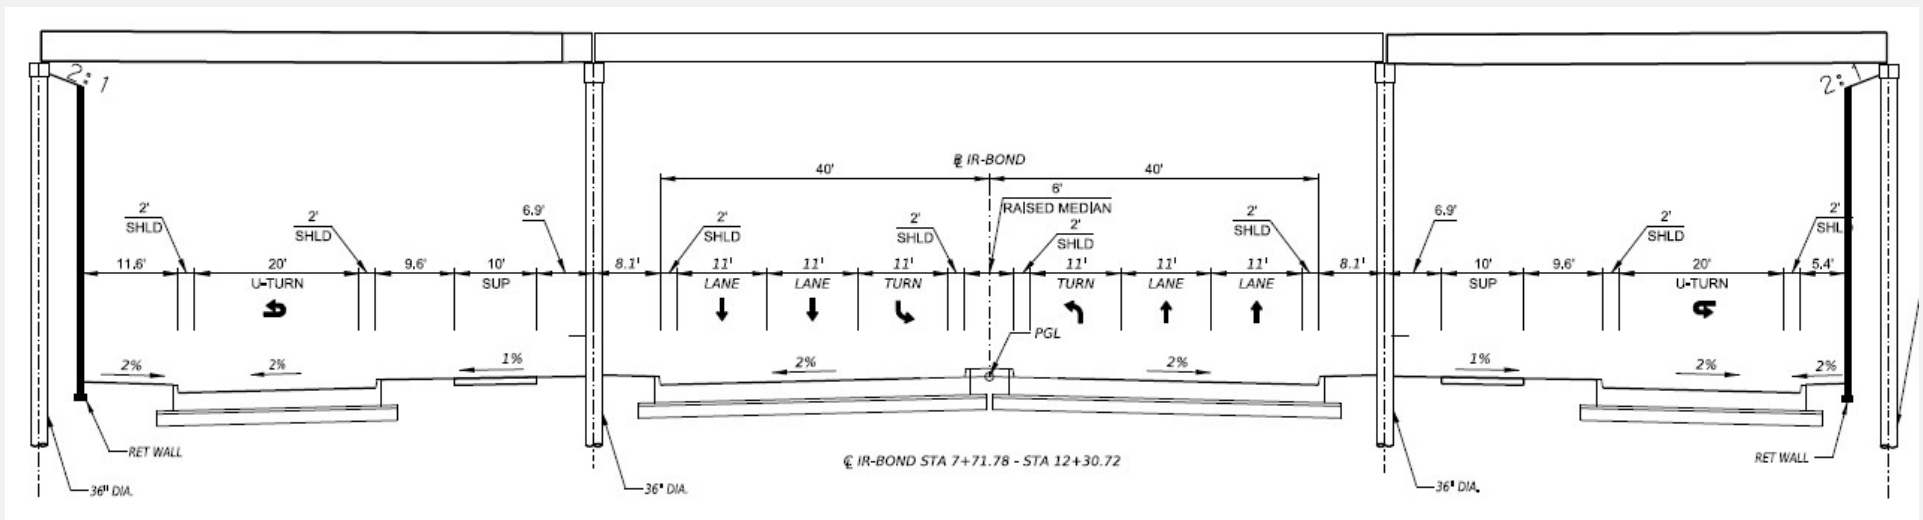 2:1
2:1
℄ IR-BOND
40'
40'
6'
RAISED MEDIAN
2'
SHLD
2'
SHLD
6.9'
2'
SHLD
2'
SHLD
2'
SHLD
2'
SHLD
6.9'
2'
SHLD
2'
SHLD
11.6'
20'
U-TURN
9.6'
10'
SUP
8.1'
11'
LANE
11'
LANE
11'
TURN
11'
TURN
11'
LANE
11'
LANE
8.1'
10'
SUP
9.6'
20'
U-TURN
5.4'
PGL
2%
2%
1%
2%
2%
1%
2%
2%
RET WALL
36" DIA.
36" DIA.
℄ IR-BOND STA 7+71.78 - STA 12+30.72
36" DIA.
RET WALL